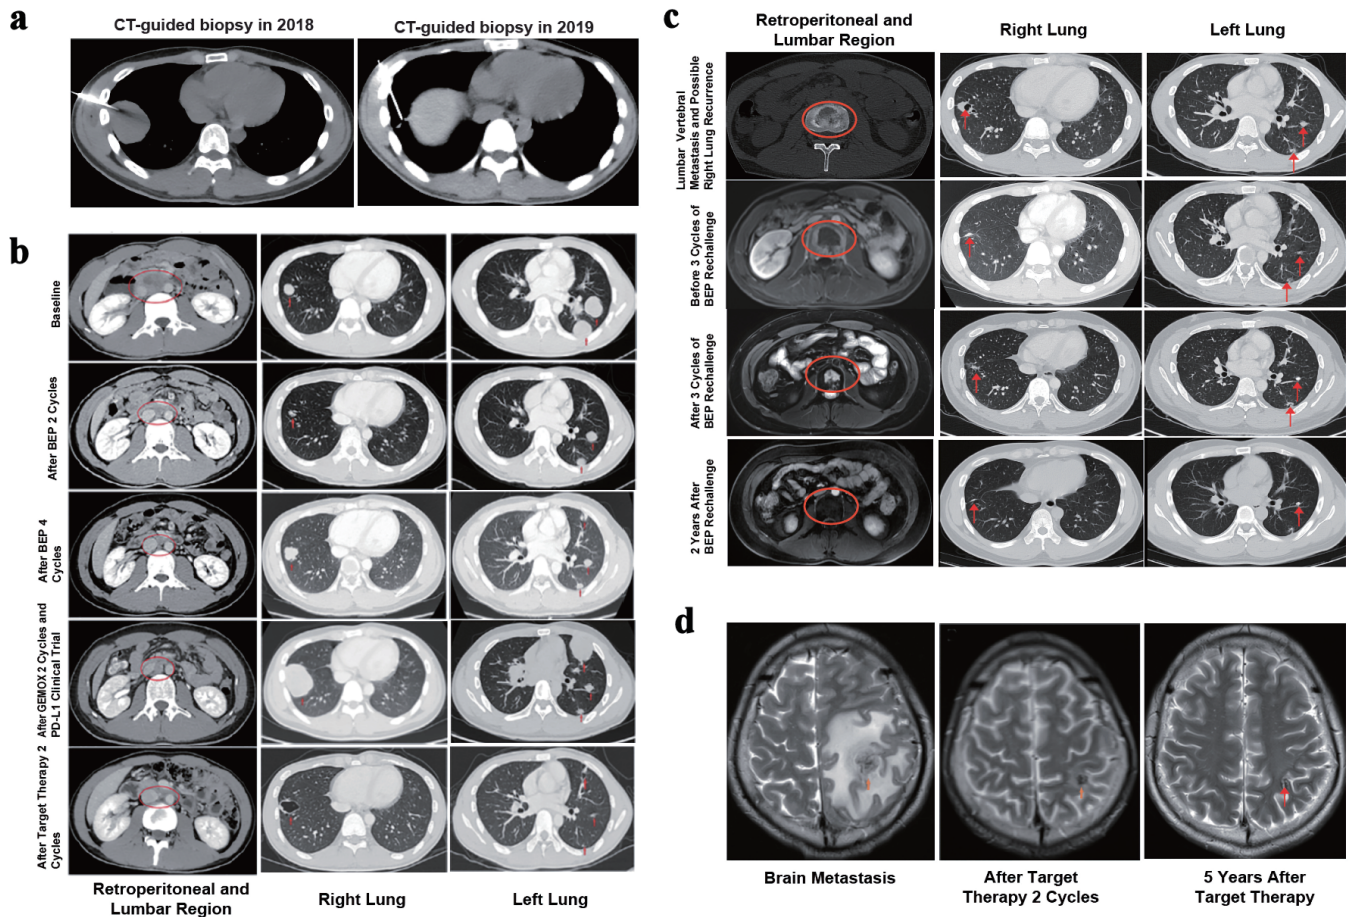 a
CT-guided biopsy in 2018
CT-guided biopsy in 2019
b
Baseline
After BEP 2 Cycles
After BEP 4
Cycles
After GEMOX 2 Cycles and
PD-L1 Clinical Trial
After Target Therapy 2
Cycles
Retroperitoneal and
Lumbar Region
Right Lung
Left Lung
c
Retroperitoneal and
Lumbar Region
Right Lung
Left Lung
Lumbar Vertebral
Metastasis and Possible
Right Lung Recurrence
Before 3 Cycles of
BEP Rechallenge
After 3 Cycles of
BEP Rechallenge
2 Years After
BEP Rechallenge
d
Brain Metastasis
After Target
Therapy 2 Cycles
5 Years After
Target Therapy